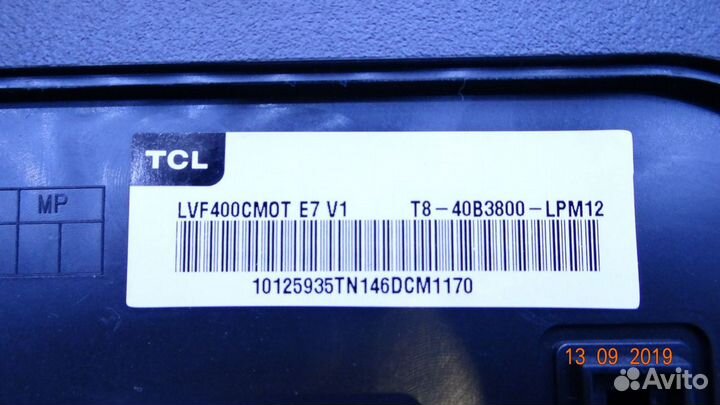 TCL
MP
LVF400CMOT E7 V1 T8-40B3800-LPM12
10125935TN146DCM1170
13 09 2019
Avito